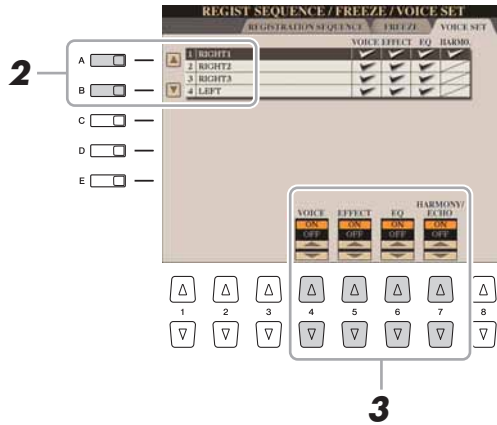 REGIST SEQUENCE / FREEZE / VOICE SET
REGISTRATION SEQUENCE FREEZE VOICE SET
VOICE EFFECT EQ HARMO.
1 RIGHT1
2 RIGHT2
3 RIGHT3
4 LEFT
2
A
B
C
D
E
VOICE EFFECT EQ HARMONY/
ECHO
ON ON ON ON
OFF OFF OFF OFF
1 2 3 4 5 6 7 8
3